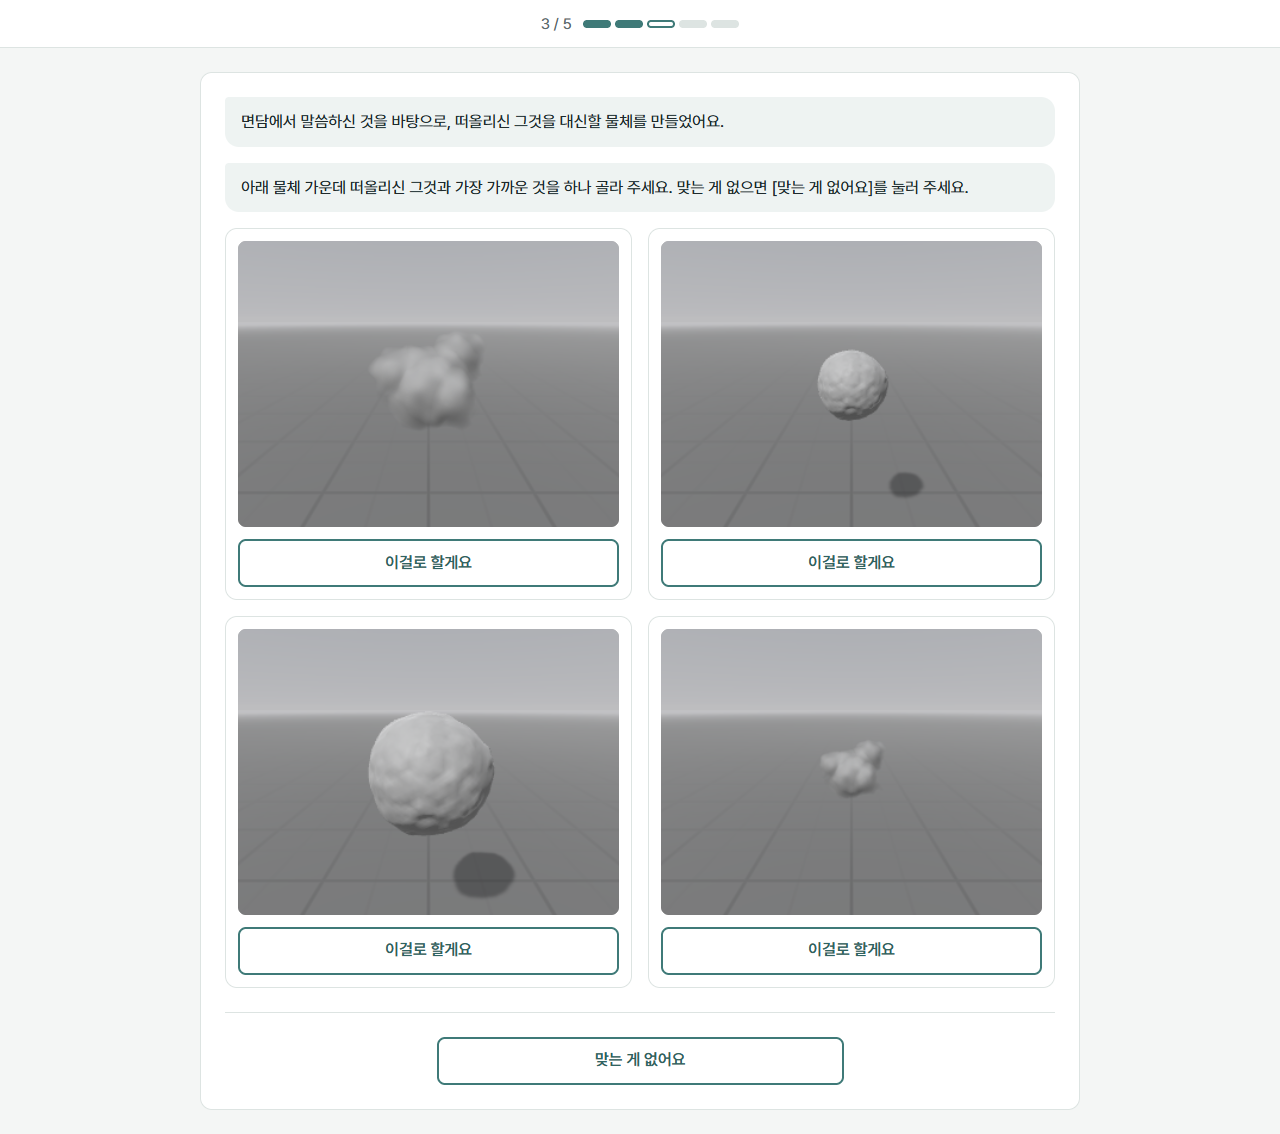 3 / 5
면담에서 말씀하신 것을 바탕으로, 떠올리신 그것을 대신할 물체를 만들었어요.
아래 물체 가운데 떠올리신 그것과 가장 가까운 것을 하나 골라 주세요. 맞는 게 없으면 [맞는 게 없어요]를 눌러 주세요.
이걸로 할게요
이걸로 할게요
이걸로 할게요
이걸로 할게요
맞는 게 없어요